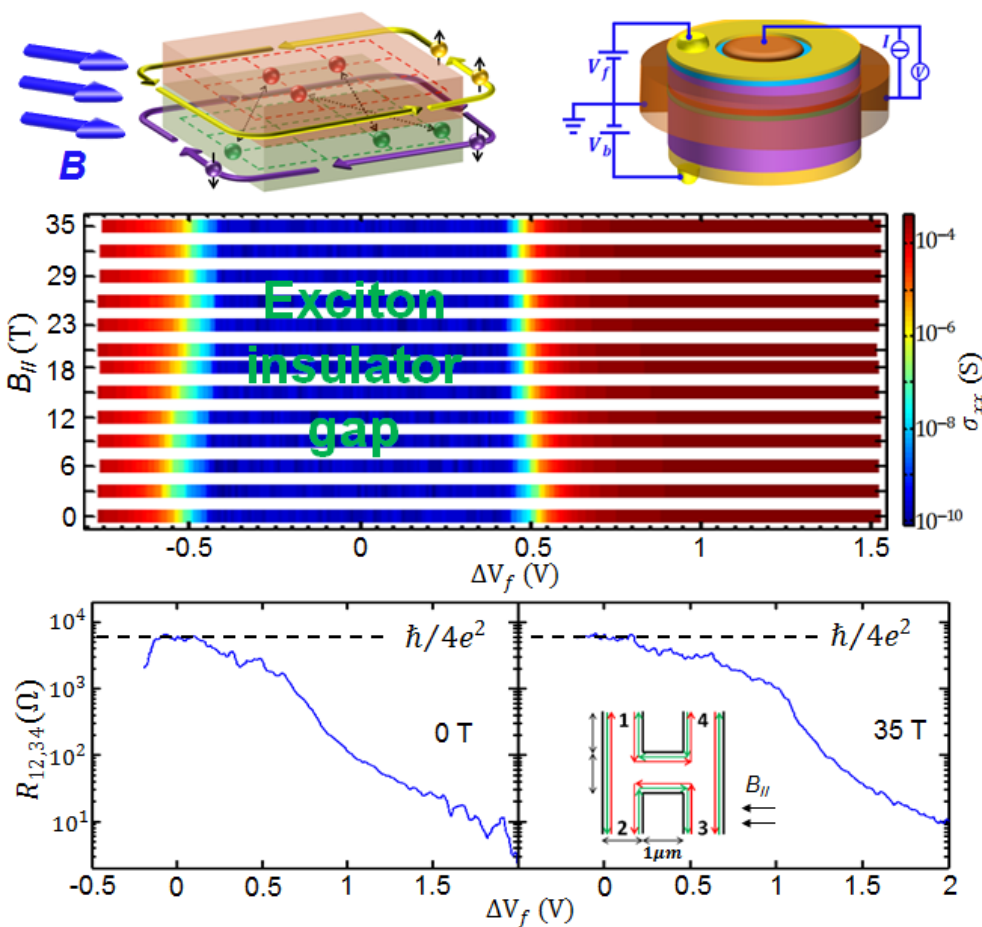 B
V_f
V_b
I
V
B_// (T)
35
29
23
18
12
6
0
Exciton
insulator
gap
-0.5
0
0.5
1
1.5
ΔV_f (V)
10^-4
10^-6
10^-8
10^-10
σ_xx (S)
R_12,34 (Ω)
10^4
10^3
10^2
10^1
ħ/4e^2
0 T
-0.5
0
0.5
1
1.5
ħ/4e^2
35 T
1
4
2
3
1μm
B_//
0
0.5
1
1.5
2
ΔV_f (V)